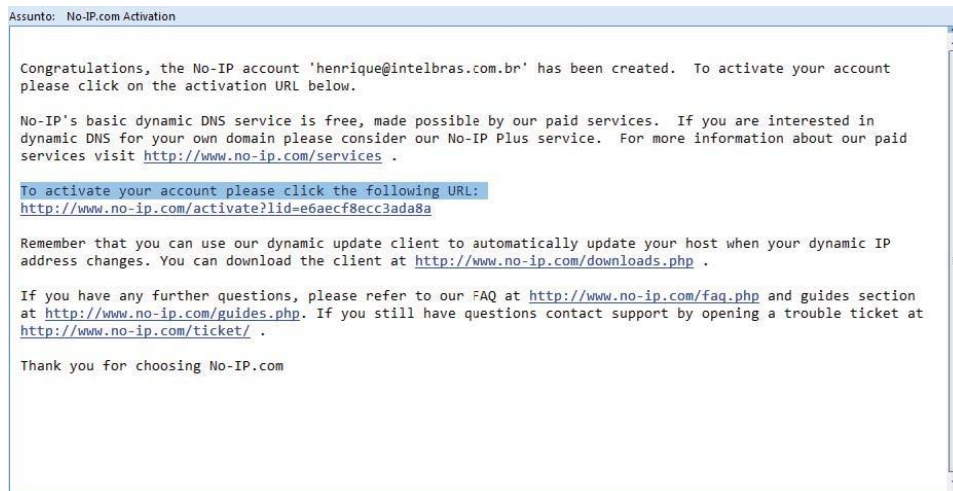 Assunto: No-IP.com Activation
Congratulations, the No-IP account 'henrique@intelbras.com.br' has been created. To activate your account
please click on the activation URL below.
No-IP's basic dynamic DNS service is free, made possible by our paid services. If you are interested in
dynamic DNS for your own domain please consider our No-IP Plus service. For more information about our paid
services visit http://www.no-ip.com/services .
To activate your account please click the following URL:
http://www.no-ip.com/activate?lid=e6aecf8ecc3ada8a
Remember that you can use our dynamic update client to automatically update your host when your dynamic IP
address changes. You can download the client at http://www.no-ip.com/downloads.php .
If you have any further questions, please refer to our FAQ at http://www.no-ip.com/faq.php and guides section
at http://www.no-ip.com/guides.php. If you still have questions contact support by opening a trouble ticket at
http://www.no-ip.com/ticket/ .
Thank you for choosing No-IP.com